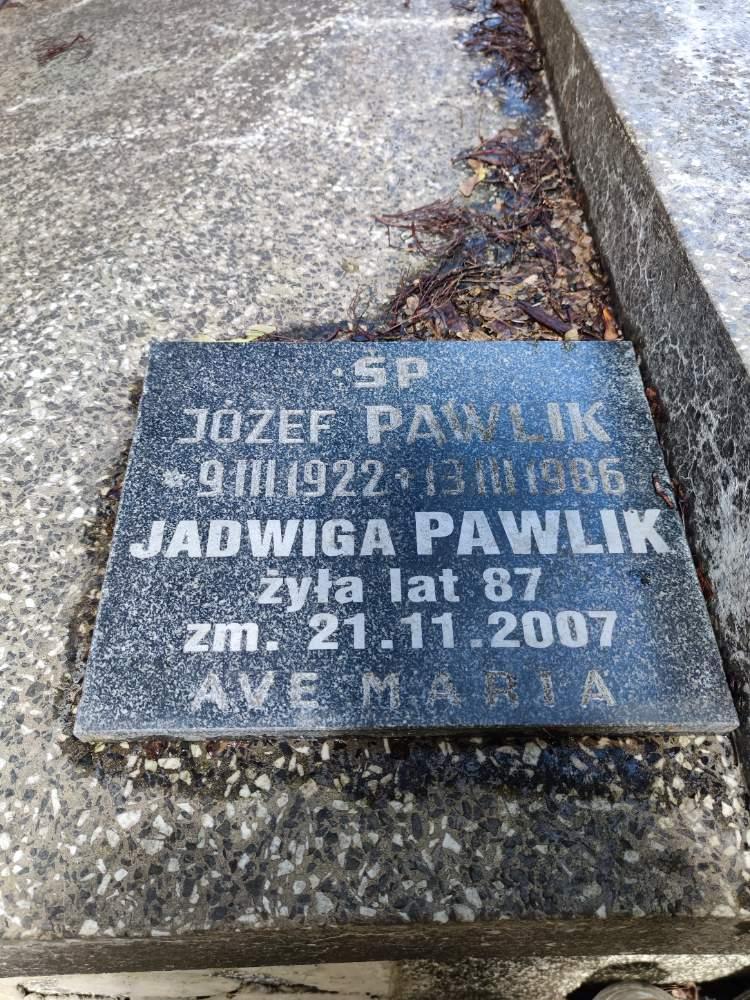 ŚP
JÓZEF PAWLIK
* 9 III 1922 + 13 III 1986
JADWIGA PAWLIK
żyła lat 87
zm. 21.11.2007
AVE MARIA